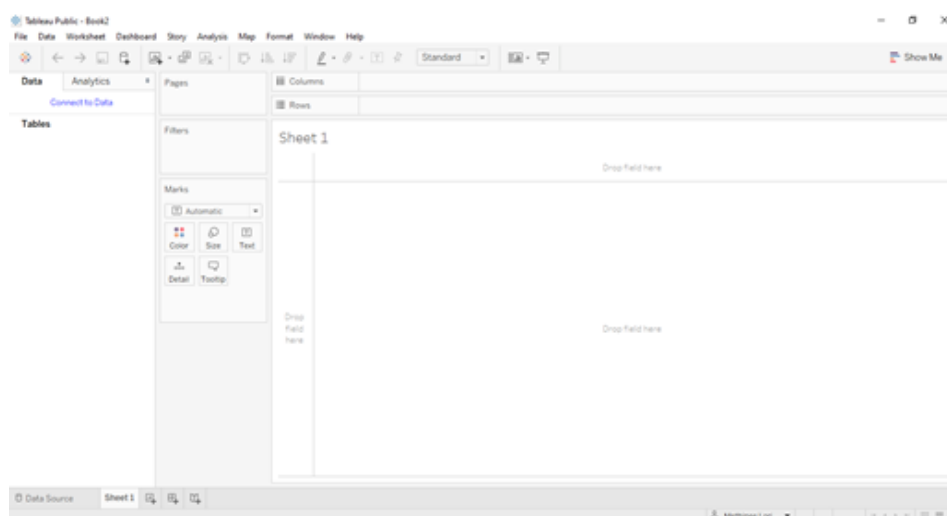 Tableau Public - Book2
File Data Worksheet Dashboard Story Analysis Map Format Window Help
Standard
Show Me
Data Analytics
Pages
Columns
Connect to Data
Rows
Tables
Filters
Sheet 1
Drop field here
Marks
Automatic
Color Size Text
Detail Tooltip
Drop
field
here
Drop field here
Data Source Sheet 1